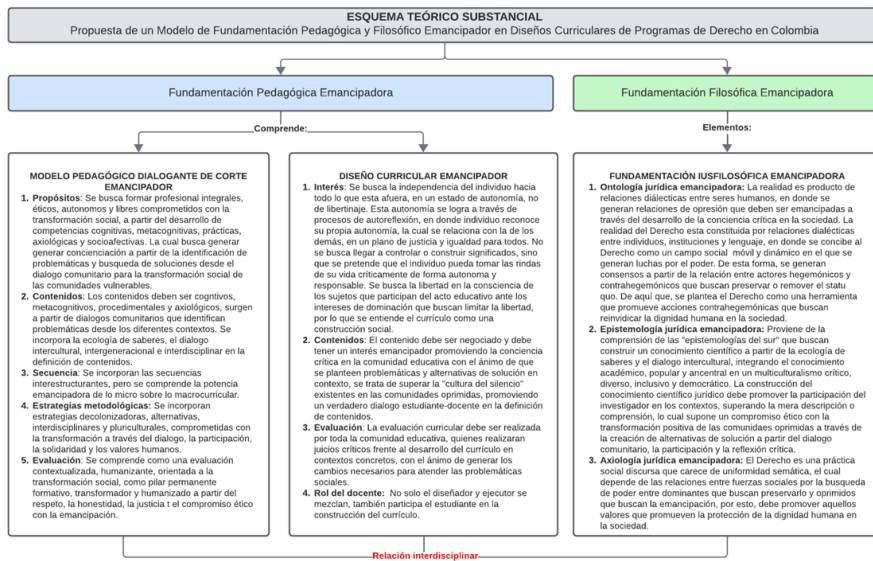 ESQUEMA TEÓRICO SUBSTANCIAL
Propuesta de un Modelo de Fundamentación Pedagógica y Filosófico Emancipador en Diseños Curriculares de Programas de Derecho en Colombia
Fundamentación Pedagógica Emancipadora
Fundamentación Filosófica Emancipadora
Comprende:
Elementos:
MODELO PEDAGÓGICO DIALOGANTE DE CORTE
EMANCIPADOR
1. Propósitos: Se busca formar profesional integrales,
éticos, autonomos y libres comprometidos con la
transformación social, a partir del desarrollo de
competencias cognitivas, metacognitivas, prácticas,
axiológicas y socioafectivas. La cual busca generar
generar concienciación a partir de la identificación de
problemáticas y busqueda de soluciones desde el
dialogo comunitario para la transformación social de
las comunidades vulnerables.
2. Contenidos: Los contenidos deben ser cogntivos,
metacognitivos, procedimentales y axiológicos, surgen
a partir de dialogos comunitarios que identifican
problemáticas desde los diferentes contextos. Se
incorpora la ecología de saberes, el dialogo
intercultural, intergeneracional e interdisciplinar en la
definición de contenidos.
3. Secuencia: Se incorporan las secuencias
interestructurantes, pero se comprende la potencia
emancipadora de lo micro sobre lo macrocurricular.
4. Estrategias metodológicas: Se incorporan
estrategias decolonizadoras, alternativas,
interdisciplinares y pluriculturales, comprometidas con
la transformación a través del dialogo, la participación,
la solidaridad y los valores humanos.
5. Evaluación: Se comprende como una evaluación
contextualizada, humanizante, orientada a la
transformación social, como pilar permanente
formativo, transformador y humanizado a partir del
respeto, la honestidad, la justicia t el compromiso ético
con la emancipación.
DISEÑO CURRICULAR EMANCIPADOR
1. Interés: Se busca la independencia del individuo hacia
todo lo que esta afuera, en un estado de autonomía, no
de libertinaje. Esta autonomía se logra a través de
procesos de autoreflexión, en donde individuo reconoce
su propia autonomía, la cual se relaciona con la de los
demás, en un plano de justicia y igualdad para todos. No
se busca llegar a controlar o construir significados, sino
que se pretende que el individuo pueda tomar las rindas
de su vida críticamente de forma autonoma y
responsable. Se busca la libertad en la consciencia de
los sujetos que participan del acto educativo ante los
intereses de dominación que buscan limitar la libertad,
por lo que se entiende el currículo como una
construcción social.
2. Contenidos: El contenido debe ser negociado y debe
tener un interés emancipador promoviendo la conciencia
crítica en la comunidad educativa con el ánimo de que
se planteen problemáticas y alternativas de solución en
contexto, se trata de superar la "cultura del silencio"
existentes en las comunidades oprimidas, promoviendo
un verdadero dialogo estudiante-docente en la definición
de contenidos.
3. Evaluación: La evaluación curricular debe ser realizada
por toda la comunidad educativa, quienes realizaran
juicios críticos frente al desarrollo del currículo en
contextos concretos, con el ánimo de generar los
cambios necesarios para atender las problemáticas
sociales.
4. Rol del docente: No solo el diseñador y ejecutor se
mezclan, también participa el estudiante en la
construcción del currículo.
FUNDAMENTACIÓN IUSFILOSÓFICA EMANCIPADORA
1. Ontología jurídica emancipadora: La realidad es producto de
relaciones dialécticas entre seres humanos, en donde se
generan relaciones de opresión que deben ser emancipadas a
través del desarrollo de la conciencia crítica en la sociedad. La
realidad del Derecho esta constituida por relaciones dialécticas
entre individuos, instituciones y lenguaje, en donde se concibe al
Derecho como un campo social móvil y dinámico en el que se
generan luchas por el poder. De esta forma, se generan
consensos a partir de la relación entre actores hegemónicos y
contrahegemónicos que buscan preservar o remover el statu
quo. De aquí que, se plantea el Derecho como una herramienta
que promueve acciones contrahegemónicas que buscan
reinvidicar la dignidad humana en la sociedad.
2. Epistemología jurídica emancipadora: Proviene de la
comprensión de las "epistemologías del sur" que buscan
construir un conocimiento científico a partir de la ecología de
saberes y el dialogo intercultural, integrando el conocimiento
académico, popular y ancestral en un multiculturalismo crítico,
diverso, inclusivo y democrático. La construcción del
conocimiento científico jurídico debe promover la participación del
investigador en los contextos, superando la mera descripción o
comprensión, lo cual supone un compromiso ético con la
transformación positiva de las comunidaes oprimidas a través de
la creación de alternativas de solución a partir del dialogo
comunitario, la participación y la reflexión crítica.
3. Axiología jurídica emancipadora: El Derecho es una práctica
social discursa que carece de uniformidad semática, el cual
depende de las relaciones entre fuerzas sociales por la busqueda
de poder entre dominantes que buscan preservarlo y oprimidos
que buscan la emancipación, por esto, debe promover aquellos
valores que promueven la protección de la dignidad humana en
la sociedad.
Relación interdisciplinar